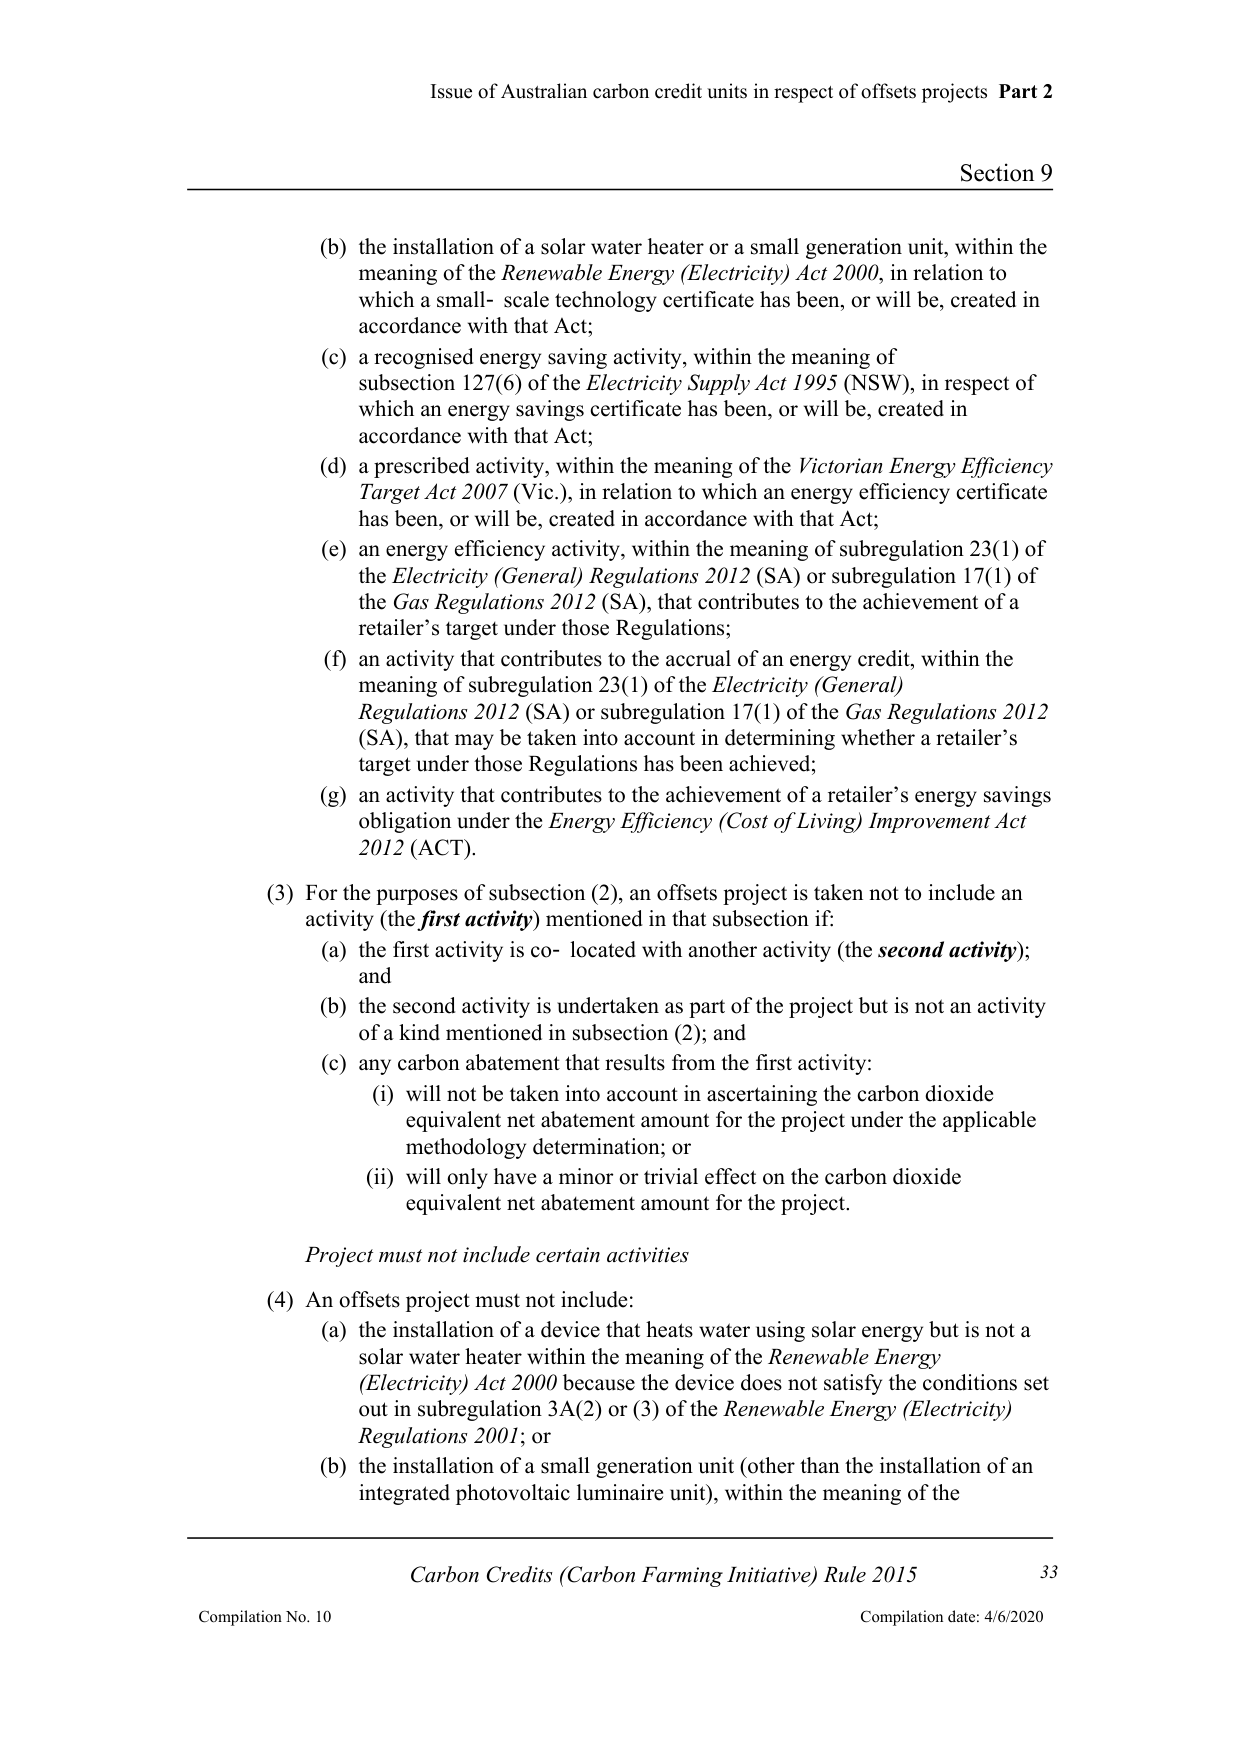 Issue of Australian carbon credit units in respect of offsets projects Part 2
Section 9
(b) the installation of a solar water heater or a small generation unit, within the
meaning of the Renewable Energy (Electricity) Act 2000, in relation to
which a small- scale technology certificate has been, or will be, created in
accordance with that Act;
(c) a recognised energy saving activity, within the meaning of
subsection 127(6) of the Electricity Supply Act 1995 (NSW), in respect of
which an energy savings certificate has been, or will be, created in
accordance with that Act;
(d) a prescribed activity, within the meaning of the Victorian Energy Efficiency
Target Act 2007 (Vic.), in relation to which an energy efficiency certificate
has been, or will be, created in accordance with that Act;
(e) an energy efficiency activity, within the meaning of subregulation 23(1) of
the Electricity (General) Regulations 2012 (SA) or subregulation 17(1) of
the Gas Regulations 2012 (SA), that contributes to the achievement of a
retailer’s target under those Regulations;
(f) an activity that contributes to the accrual of an energy credit, within the
meaning of subregulation 23(1) of the Electricity (General)
Regulations 2012 (SA) or subregulation 17(1) of the Gas Regulations 2012
(SA), that may be taken into account in determining whether a retailer’s
target under those Regulations has been achieved;
(g) an activity that contributes to the achievement of a retailer’s energy savings
obligation under the Energy Efficiency (Cost of Living) Improvement Act
2012 (ACT).
(3) For the purposes of subsection (2), an offsets project is taken not to include an
activity (the first activity) mentioned in that subsection if:
(a) the first activity is co- located with another activity (the second activity);
and
(b) the second activity is undertaken as part of the project but is not an activity
of a kind mentioned in subsection (2); and
(c) any carbon abatement that results from the first activity:
(i) will not be taken into account in ascertaining the carbon dioxide
equivalent net abatement amount for the project under the applicable
methodology determination; or
(ii) will only have a minor or trivial effect on the carbon dioxide
equivalent net abatement amount for the project.
Project must not include certain activities
(4) An offsets project must not include:
(a) the installation of a device that heats water using solar energy but is not a
solar water heater within the meaning of the Renewable Energy
(Electricity) Act 2000 because the device does not satisfy the conditions set
out in subregulation 3A(2) or (3) of the Renewable Energy (Electricity)
Regulations 2001; or
(b) the installation of a small generation unit (other than the installation of an
integrated photovoltaic luminaire unit), within the meaning of the
Carbon Credits (Carbon Farming Initiative) Rule 2015 33
Compilation No. 10 Compilation date: 4/6/2020